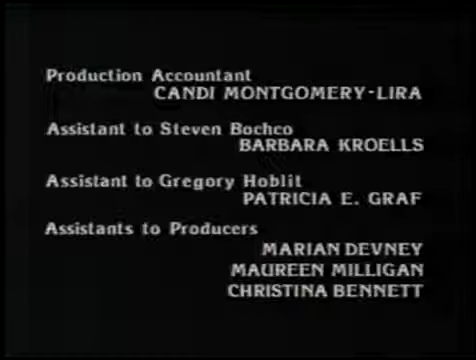 Production Accountant
CANDI MONTGOMERY-LIRA
Assistant to Steven Bochco
BARBARA KROELLS
Assistant to Gregory Hoblit
PATRICIA E. GRAF
Assistants to Producers
MARIAN DEVNEY
MAUREEN MILLIGAN
CHRISTINA BENNETT